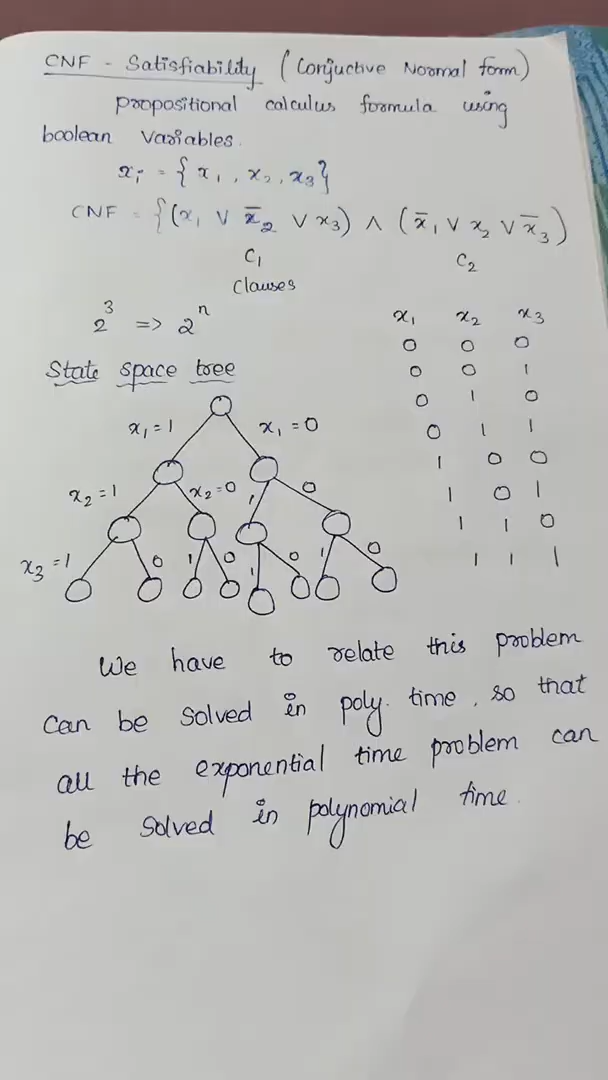 CNF - Satisfiability (Conjuctive Normal form)
propositional calculus formula using
boolean variables.
xᵢ = { x₁, x₂, x₃}
CNF = {(x₁ ∨ x̅₂ ∨ x₃) ∧ (x̅₁ ∨ x₂ ∨ x̅₃)
C₁ C₂
Clauses
2³ => 2ⁿ
x₁ x₂ x₃
0 0 0
0 0 1
0 1 0
0 1 1
1 0 0
1 0 1
1 1 0
1 1 1
State space tree
x₁ = 1 x₁ = 0
x₂ = 1 x₂ = 0 1 0
x₃ = 1 0 1 0 1 0 1 0
We have to relate this problem
can be solved in poly. time, so that
all the exponential time problem can
be solved in polynomial time.